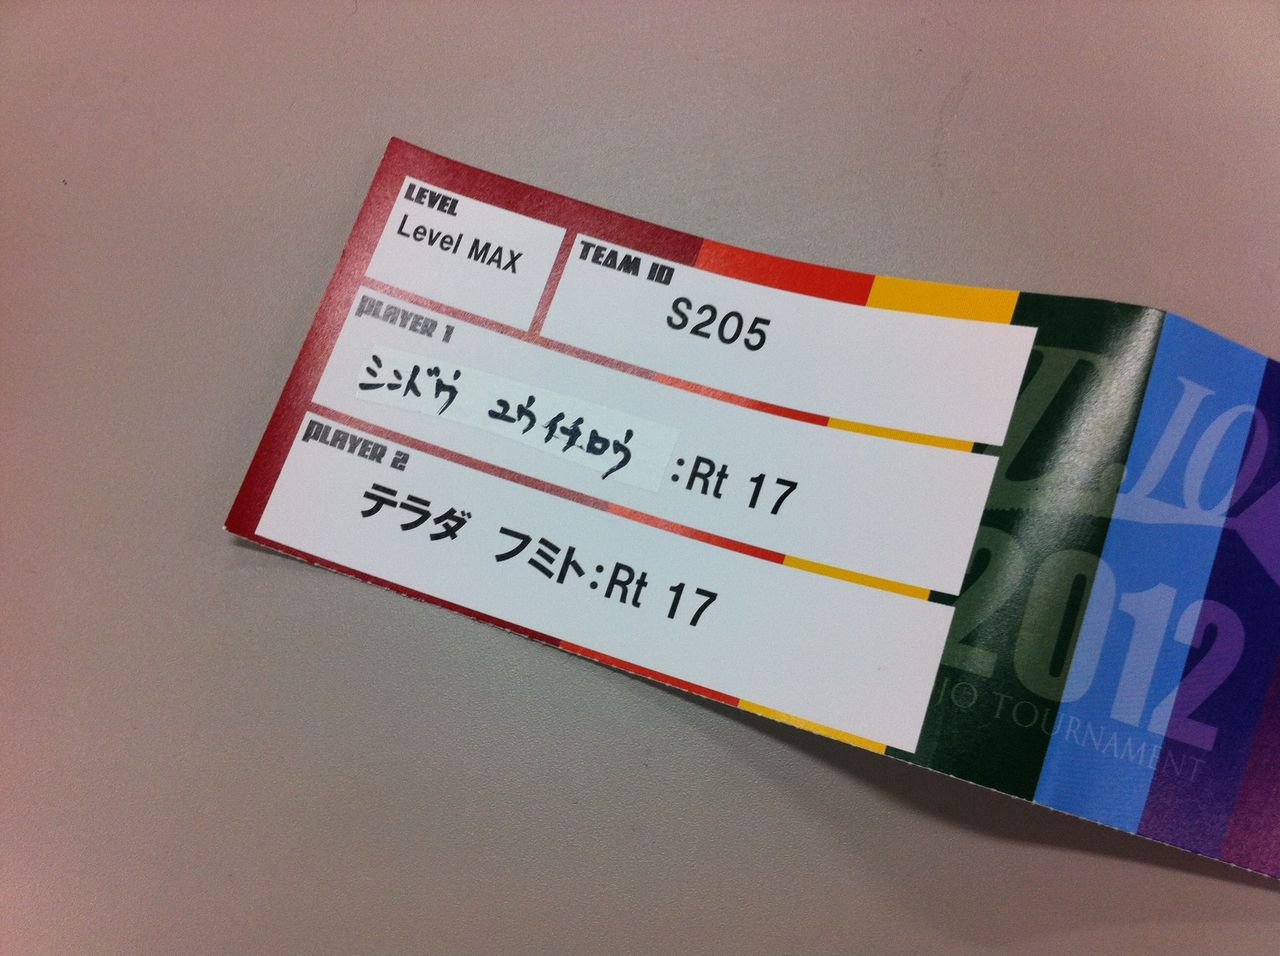 LEVEL
Level MAX
TEAM ID
S205
PLAYER 1
シンドウ ユウイチロウ :Rt 17
PLAYER 2
テラダ フミト:Rt 17
2012
JO TOURNAMENT